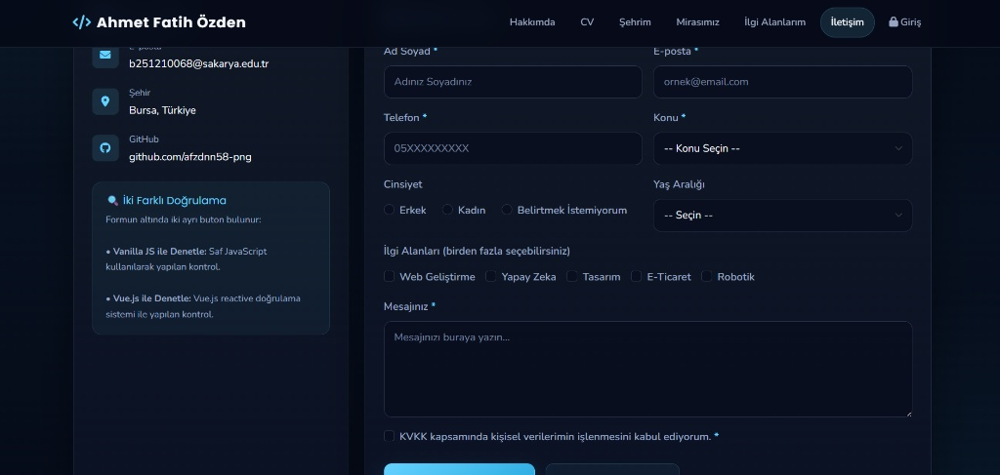 Ahmet Fatih Özden
Hakkımda
CV
Şehrim
Mirasımız
İlgi Alanlarım
İletişim
Giriş
E-posta
b251210068@sakarya.edu.tr
Şehir
Bursa, Türkiye
GitHub
github.com/afzdnn58-png
İki Farklı Doğrulama
Formun altında iki ayrı buton bulunur:
• Vanilla JS ile Denetle: Saf JavaScript
kullanılarak yapılan kontrol.
• Vue.js ile Denetle: Vue.js reactive doğrulama
sistemi ile yapılan kontrol.
Ad Soyad *
E-posta *
Adınız Soyadınız
ornek@email.com
Telefon *
Konu *
05XXXXXXXXX
-- Konu Seçin --
Cinsiyet
Yaş Aralığı
Erkek
Kadın
Belirtmek İstemiyorum
-- Seçin --
İlgi Alanları (birden fazla seçebilirsiniz)
Web Geliştirme
Yapay Zeka
Tasarım
E-Ticaret
Robotik
Mesajınız *
Mesajınızı buraya yazın...
KVKK kapsamında kişisel verilerimin işlenmesini kabul ediyorum. *